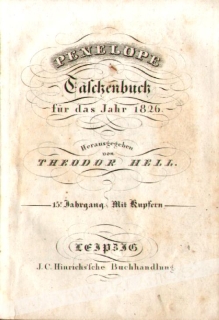 PENELOPE
Taschenbuch
für das Jahr 1826.
Herausgegeben
von
THEODOR HELL.
15r. Jahrgang. Mit Kupfern
LEIPZIG
J. C. Hinrichs'sche Buchhandlung